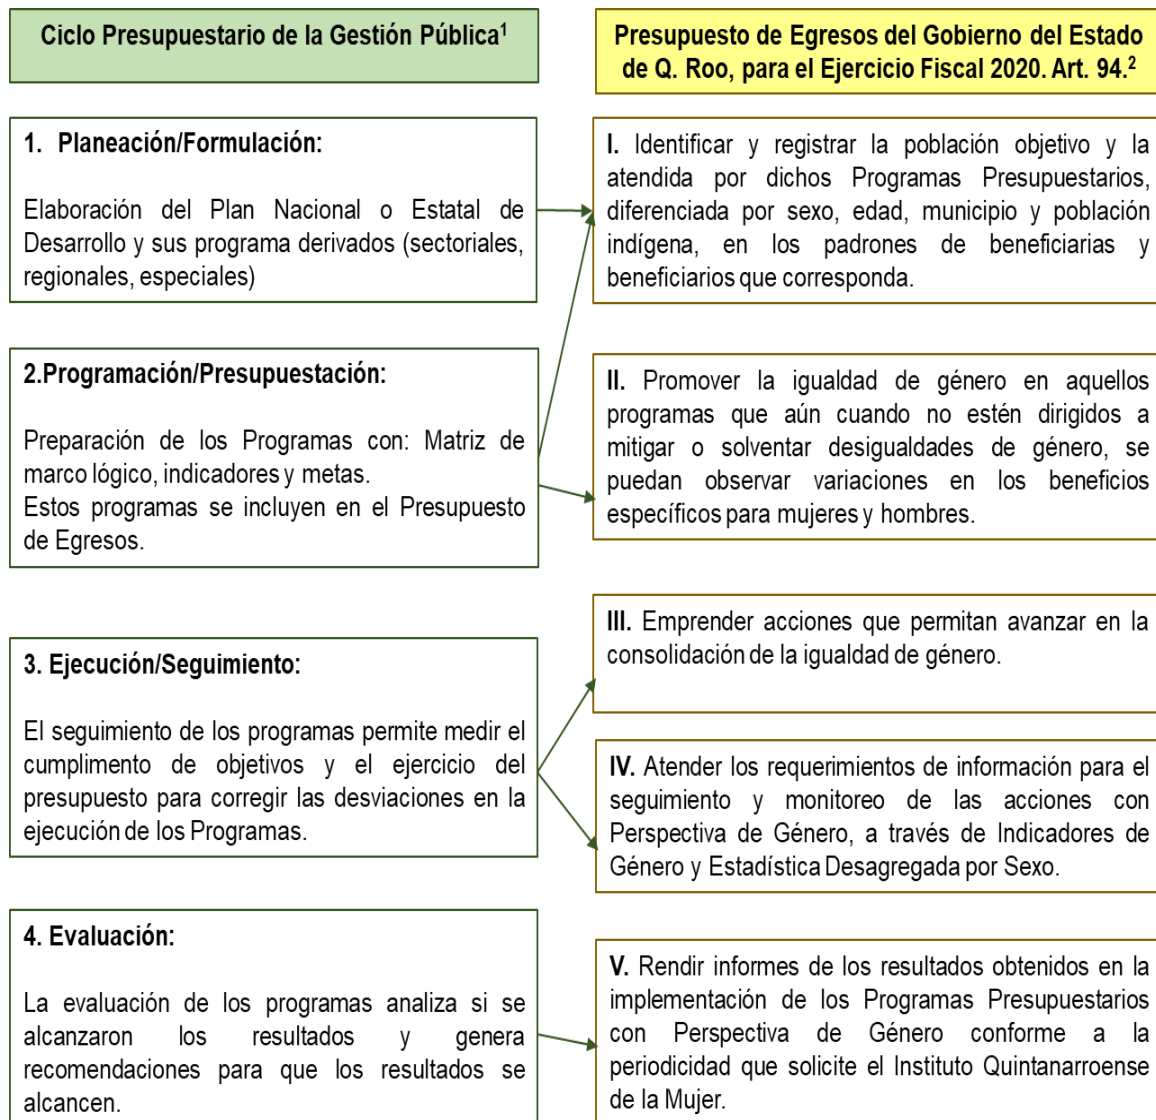 Ciclo Presupuestario de la Gestión Pública¹
Presupuesto de Egresos del Gobierno del Estado
de Q. Roo, para el Ejercicio Fiscal 2020. Art. 94.²
1. Planeación/Formulación:
Elaboración del Plan Nacional o Estatal de
Desarrollo y sus programa derivados (sectoriales,
regionales, especiales)
I. Identificar y registrar la población objetivo y la
atendida por dichos Programas Presupuestarios,
diferenciada por sexo, edad, municipio y población
indígena, en los padrones de beneficiarias y
beneficiarios que corresponda.
2.Programación/Presupuestación:
Preparación de los Programas con: Matriz de
marco lógico, indicadores y metas.
Estos programas se incluyen en el Presupuesto
de Egresos.
II. Promover la igualdad de género en aquellos
programas que aún cuando no estén dirigidos a
mitigar o solventar desigualdades de género, se
puedan observar variaciones en los beneficios
específicos para mujeres y hombres.
3. Ejecución/Seguimiento:
El seguimiento de los programas permite medir el
cumplimento de objetivos y el ejercicio del
presupuesto para corregir las desviaciones en la
ejecución de los Programas.
III. Emprender acciones que permitan avanzar en la
consolidación de la igualdad de género.
IV. Atender los requerimientos de información para el
seguimiento y monitoreo de las acciones con
Perspectiva de Género, a través de Indicadores de
Género y Estadística Desagregada por Sexo.
4. Evaluación:
La evaluación de los programas analiza si se
alcanzaron los resultados y genera
recomendaciones para que los resultados se
alcancen.
V. Rendir informes de los resultados obtenidos en la
implementación de los Programas Presupuestarios
con Perspectiva de Género conforme a la
periodicidad que solicite el Instituto Quintanarroense
de la Mujer.